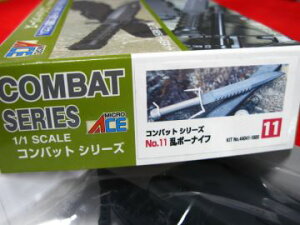 COMBAT
SERIES
1/1 SCALE
コンバット シリーズ
MICRO
ACE
コンバット シリーズ
No.11 乱ボーナイフ
11